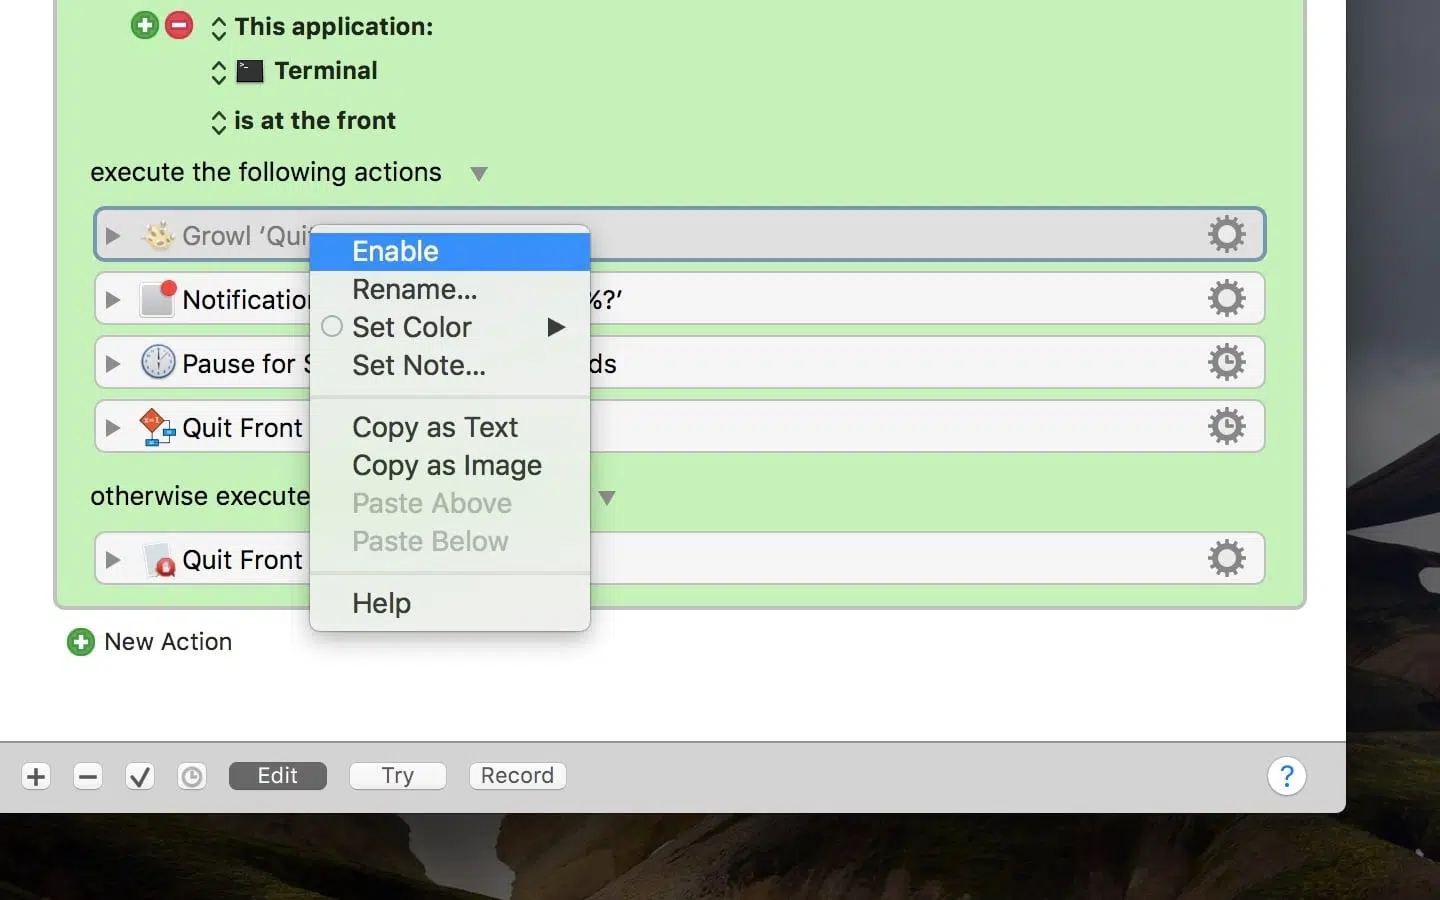 This application:
Terminal
is at the front
execute the following actions
Growl ‘Qui
Enable
Rename...
Notification %?’
Set Color
Pause for ds
Set Note...
Quit Front
Copy as Text
Copy as Image
otherwise execute
Paste Above
Paste Below
Quit Front
Help
New Action
Edit Try Record ?